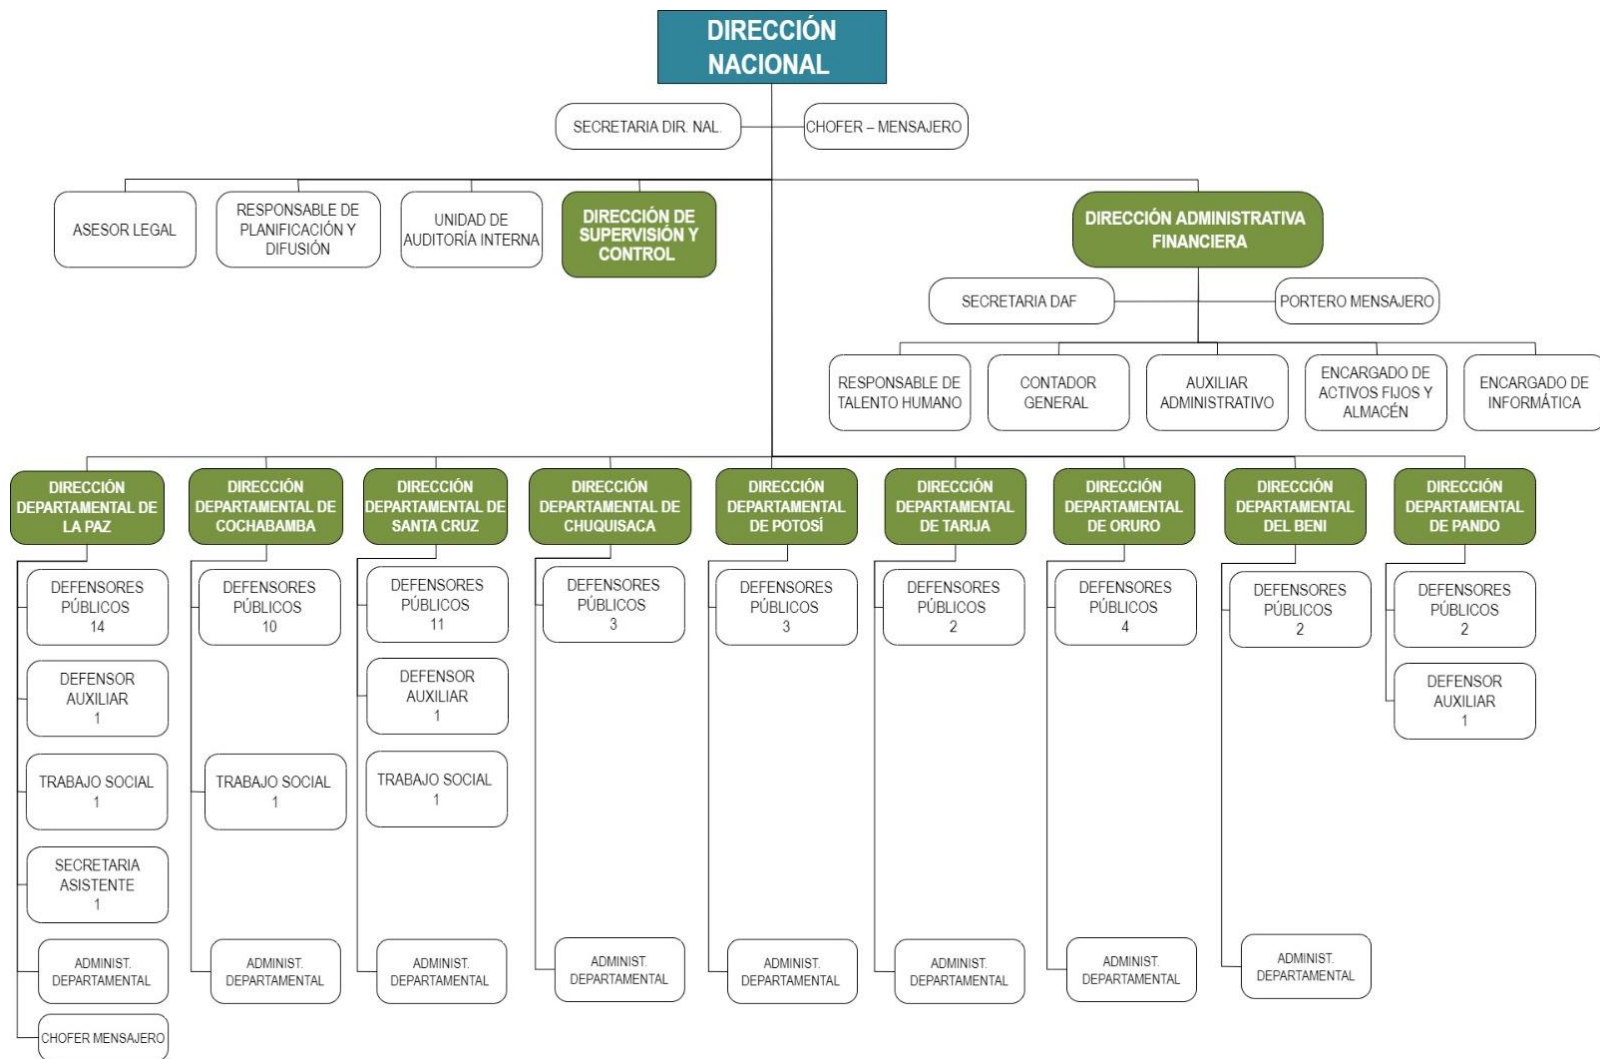 DIRECCIÓN
NACIONAL
SECRETARIA DIR. NAL.
CHOFER – MENSAJERO
ASESOR LEGAL
RESPONSABLE DE
PLANIFICACIÓN Y
DIFUSIÓN
UNIDAD DE
AUDITORÍA INTERNA
DIRECCIÓN DE
SUPERVISIÓN Y
CONTROL
DIRECCIÓN ADMINISTRATIVA
FINANCIERA
SECRETARIA DAF
PORTERO MENSAJERO
RESPONSABLE DE
TALENTO HUMANO
CONTADOR
GENERAL
AUXILIAR
ADMINISTRATIVO
ENCARGADO DE
ACTIVOS FIJOS Y
ALMACÉN
ENCARGADO DE
INFORMÁTICA
DIRECCIÓN
DEPARTAMENTAL DE
LA PAZ
DEFENSORES
PÚBLICOS
14
DEFENSOR
AUXILIAR
1
TRABAJO SOCIAL
1
SECRETARIA
ASISTENTE
1
ADMINIST.
DEPARTAMENTAL
CHOFER MENSAJERO
DIRECCIÓN
DEPARTAMENTAL DE
COCHABAMBA
DEFENSORES
PÚBLICOS
10
TRABAJO SOCIAL
1
ADMINIST.
DEPARTAMENTAL
DIRECCIÓN
DEPARTAMENTAL DE
SANTA CRUZ
DEFENSORES
PÚBLICOS
11
DEFENSOR
AUXILIAR
1
TRABAJO SOCIAL
1
ADMINIST.
DEPARTAMENTAL
DIRECCIÓN
DEPARTAMENTAL DE
CHUQUISACA
DEFENSORES
PÚBLICOS
3
ADMINIST.
DEPARTAMENTAL
DIRECCIÓN
DEPARTAMENTAL
DE POTOSÍ
DEFENSORES
PÚBLICOS
3
ADMINIST.
DEPARTAMENTAL
DIRECCIÓN
DEPARTAMENTAL
DE TARIJA
DEFENSORES
PÚBLICOS
2
ADMINIST.
DEPARTAMENTAL
DIRECCIÓN
DEPARTAMENTAL
DE ORURO
DEFENSORES
PÚBLICOS
4
ADMINIST.
DEPARTAMENTAL
DIRECCIÓN
DEPARTAMENTAL
DEL BENI
DEFENSORES
PÚBLICOS
2
ADMINIST.
DEPARTAMENTAL
DIRECCIÓN
DEPARTAMENTAL
DE PANDO
DEFENSORES
PÚBLICOS
2
DEFENSOR
AUXILIAR
1